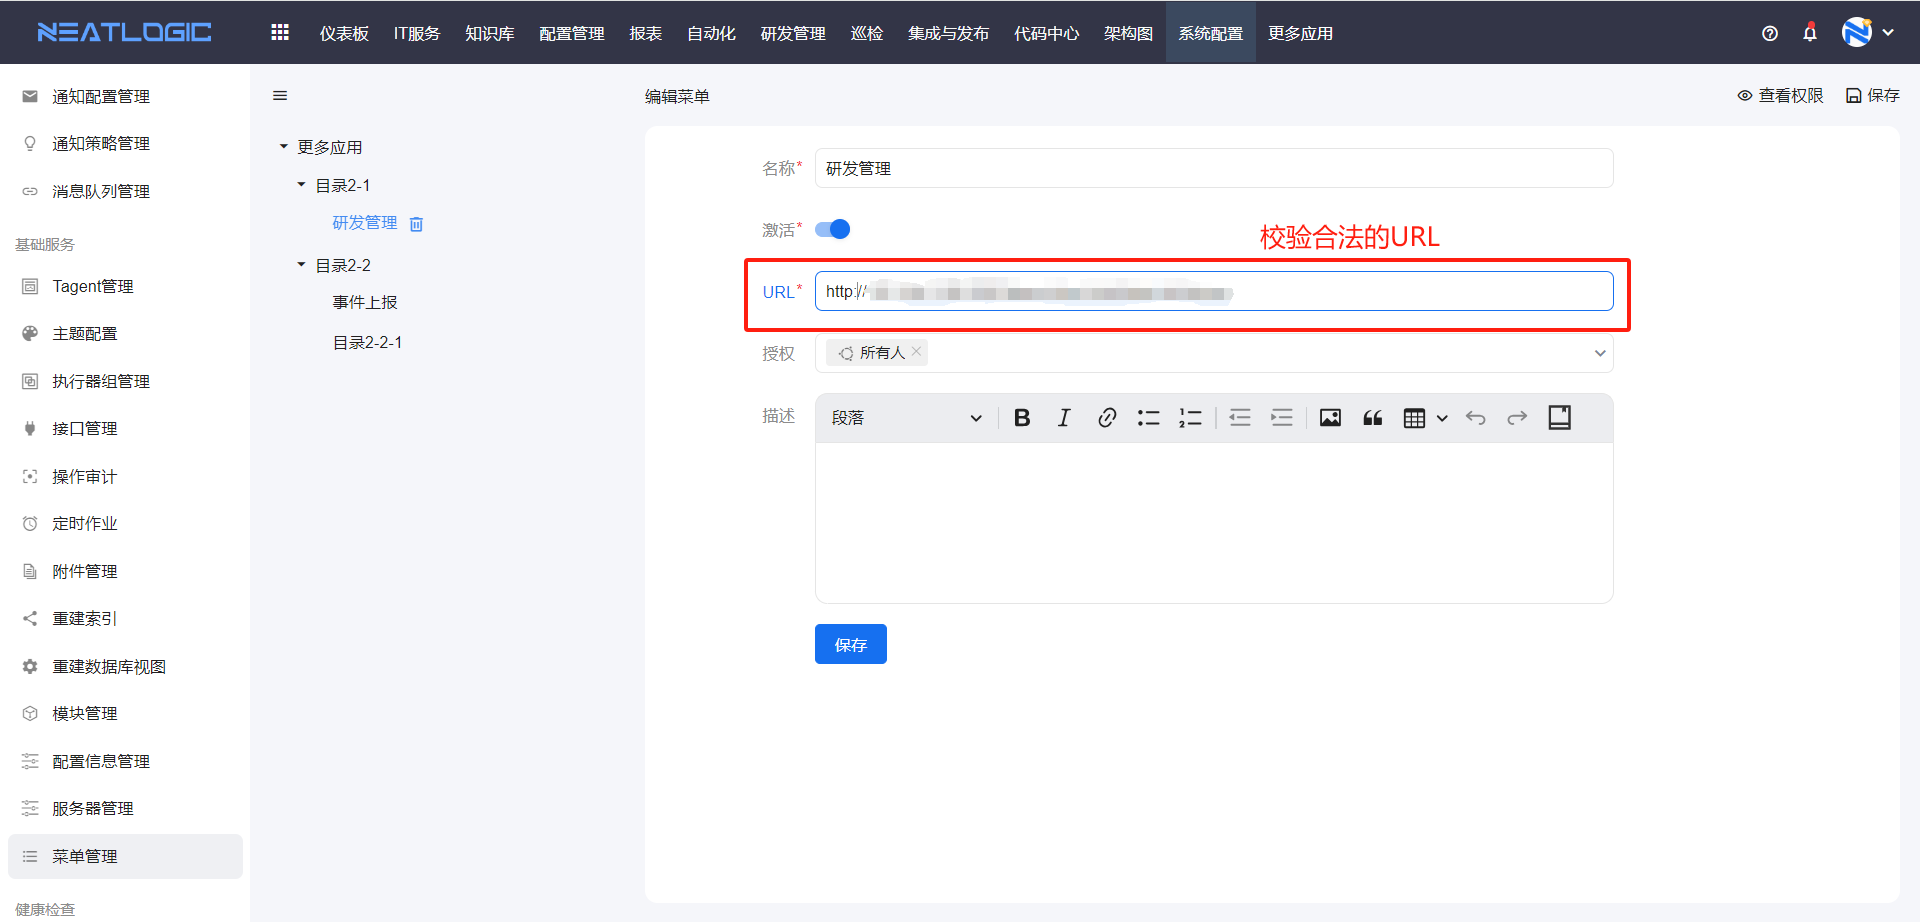 NEATLOGIC
仪表板 IT服务 知识库 配置管理 报表 自动化 研发管理 巡检 集成与发布 代码中心 架构图 系统配置 更多应用
通知配置管理
通知策略管理
消息队列管理
基础服务
Tagent管理
主题配置
执行器组管理
接口管理
操作审计
定时作业
附件管理
重建索引
重建数据库视图
模块管理
配置信息管理
服务器管理
菜单管理
健康检查
更多应用
目录2-1
研发管理
目录2-2
事件上报
目录2-2-1
编辑菜单
查看权限 保存
名称* 研发管理
激活*
校验合法的URL
URL* http://
授权 所有人
描述 段落
保存